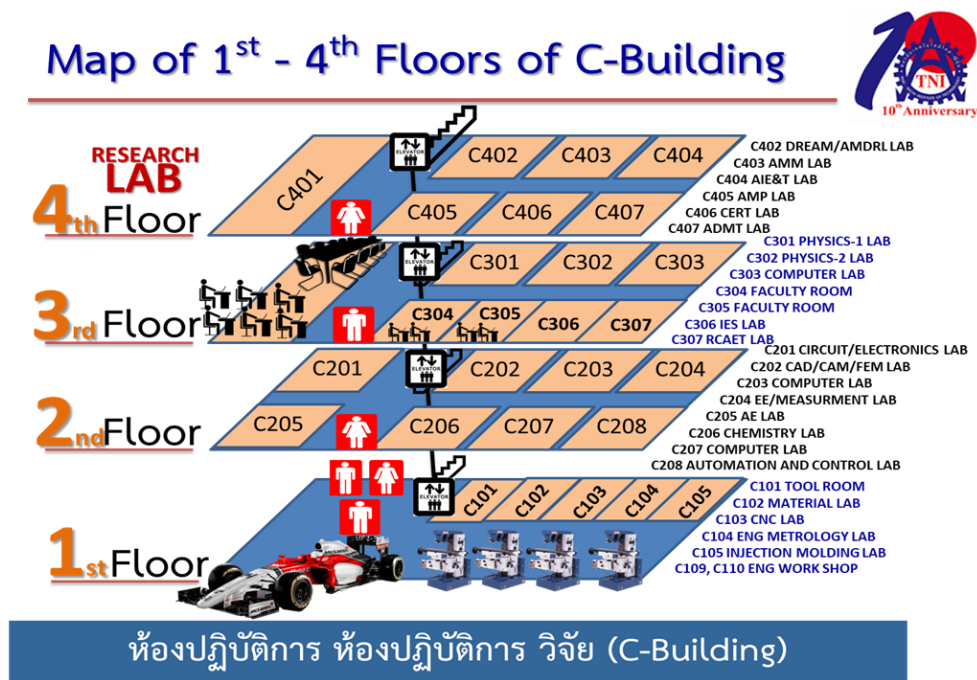 Map of 1st - 4th Floors of C-Building
TNI
10th Anniversary
RESEARCH
LAB
4th Floor
ELEVATOR
C401
C402
C403
C404
C405
C406
C407
C402 DREAM/AMDRL LAB
C403 AMM LAB
C404 AIE&T LAB
C405 AMP LAB
C406 CERT LAB
C407 ADMT LAB
3rd Floor
ELEVATOR
C301
C302
C303
C304
C305
C306
C307
C301 PHYSICS-1 LAB
C302 PHYSICS-2 LAB
C303 COMPUTER LAB
C304 FACULTY ROOM
C305 FACULTY ROOM
C306 IES LAB
C307 RCAET LAB
2nd Floor
ELEVATOR
C201
C202
C203
C204
C205
C206
C207
C208
C201 CIRCUIT/ELECTRONICS LAB
C202 CAD/CAM/FEM LAB
C203 COMPUTER LAB
C204 EE/MEASURMENT LAB
C205 AE LAB
C206 CHEMISTRY LAB
C207 COMPUTER LAB
C208 AUTOMATION AND CONTROL LAB
1st Floor
ELEVATOR
C101
C102
C103
C104
C105
C101 TOOL ROOM
C102 MATERIAL LAB
C103 CNC LAB
C104 ENG METROLOGY LAB
C105 INJECTION MOLDING LAB
C109, C110 ENG WORK SHOP
ห้องปฏิบัติการ ห้องปฏิบัติการ วิจัย (C-Building)